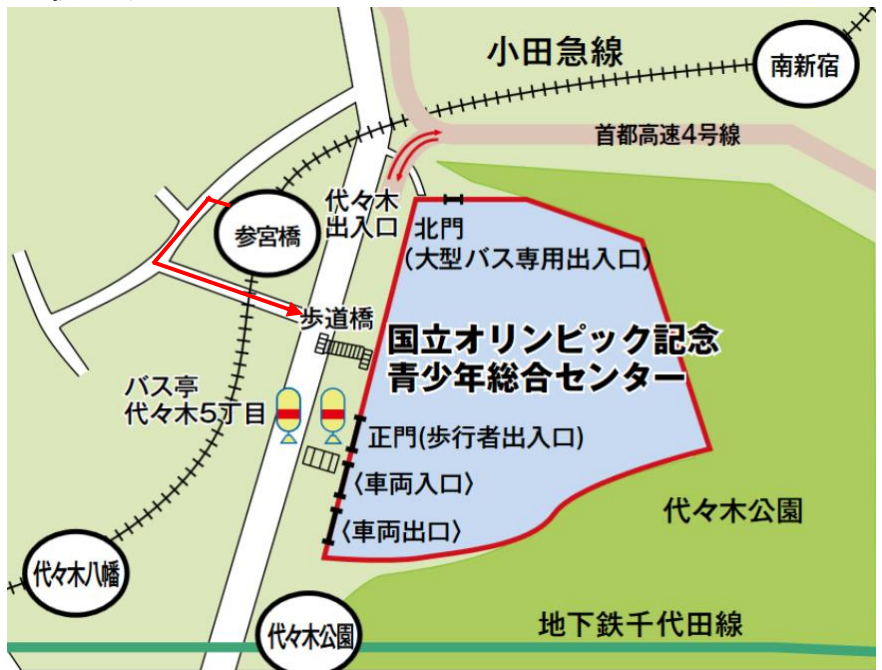 小田急線
南新宿
首都高速4号線
代々木
出入口
参宮橋
北門
(大型バス専用出入口)
歩道橋
国立オリンピック記念
青少年総合センター
バス亭
代々木5丁目
正門(歩行者出入口)
〈車両入口〉
〈車両出口〉
代々木公園
代々木八幡
代々木公園
地下鉄千代田線